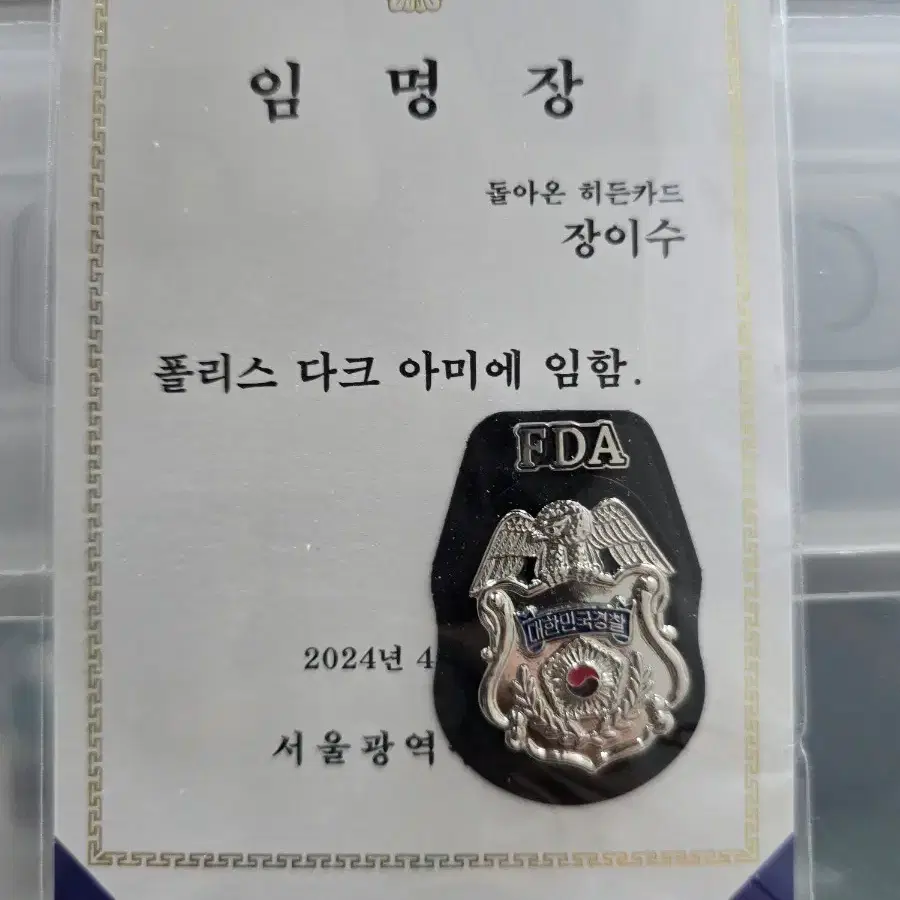 임 명 장
돌아온 히든카드
장이수
폴리스 다크 아미에 임함.
FDA
대한민국경찰
2024년 4
서울광역